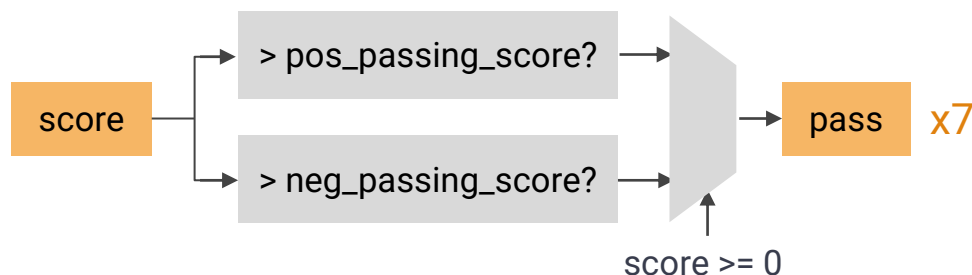 > pos_passing_score?
score
pass
x7
> neg_passing_score?
score >= 0